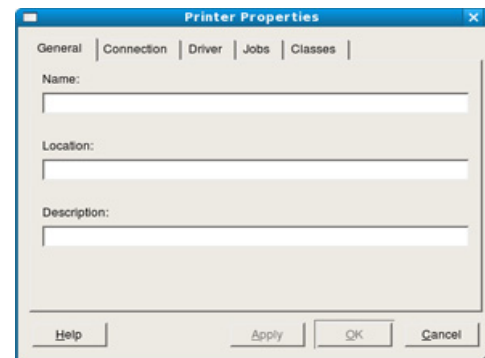 Printer Properties
General Connection Driver Jobs Classes
Name:
Location:
Description:
Help Apply OK Cancel